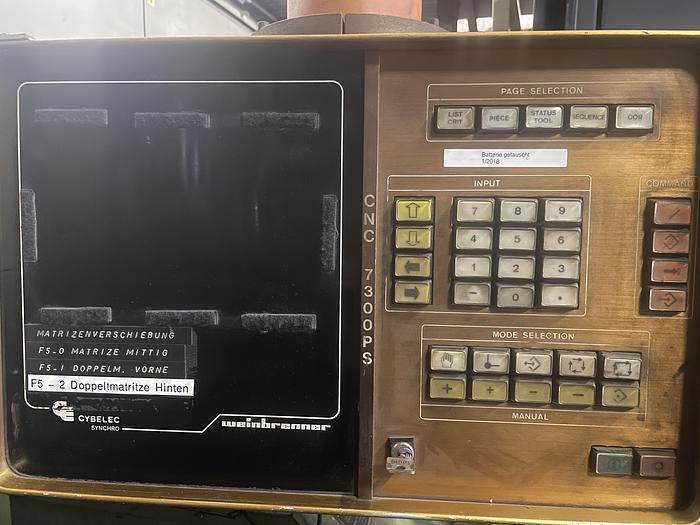 PAGE SELECTION
LIST
CRIT
PIECE
STATUS
TOOL
SEQUENCE
COR
Batterie getauscht
1/2018
INPUT
COMMAND
7 8 9
4 5 6
1 2 3
- 0 .
CNC 7300PS
MODE SELECTION
+ + - -
MANUAL
MATRIZENVERSCHIEBUNG
F5-0 MATRIZE MITTIG
F5-1 DOPPELM. VORNE
F5 - 2 Doppeltmatritze Hinten
CYBELEC
SYNCHRO
weinbrenner